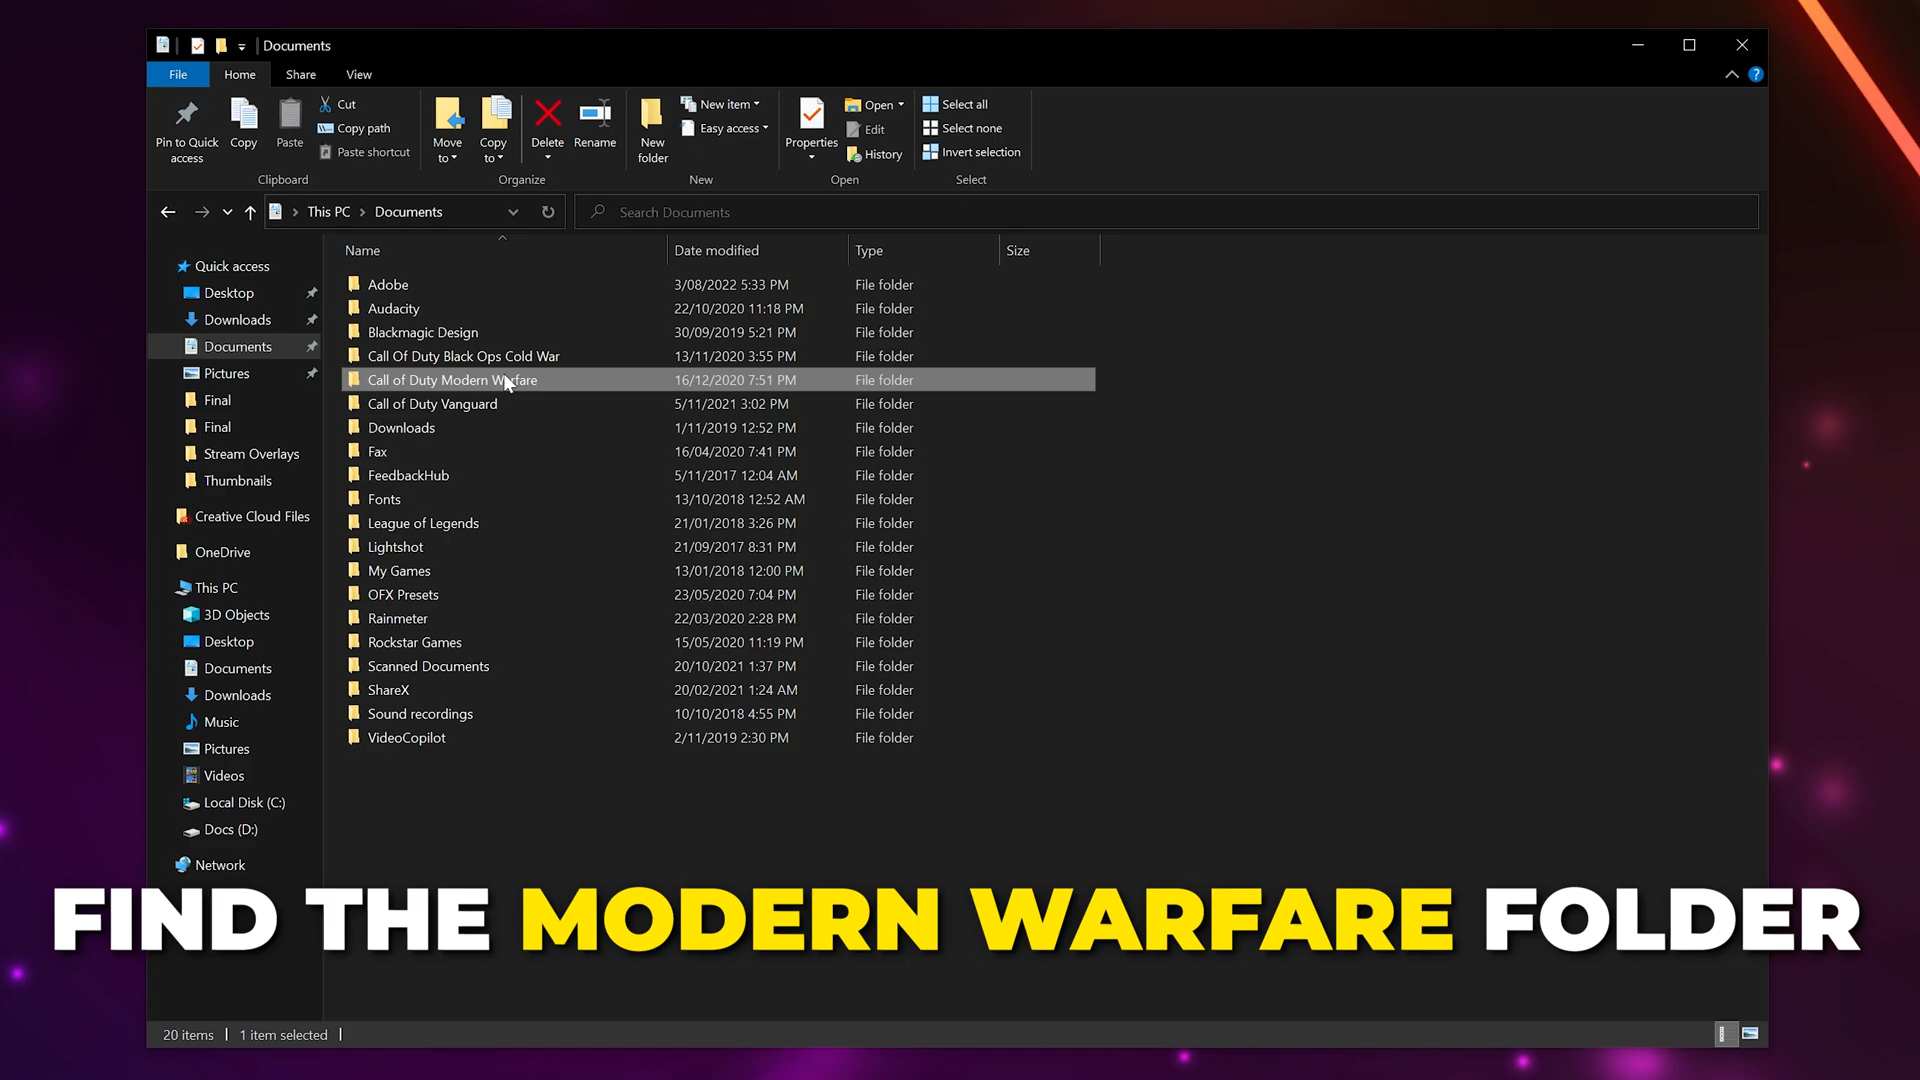 Documents
File Home Share View
Pin to Quick access
Copy
Paste
Cut
Copy path
Paste shortcut
Clipboard
Move to
Copy to
Delete
Rename
Organize
New folder
New item
Easy access
New
Properties
Open
Edit
History
Open
Select all
Select none
Invert selection
Select
This PC > Documents
Search Documents
Name Date modified Type Size
Quick access
Desktop
Downloads
Documents
Pictures
Final
Final
Stream Overlays
Thumbnails
Creative Cloud Files
OneDrive
This PC
3D Objects
Desktop
Documents
Downloads
Music
Pictures
Videos
Local Disk (C:)
Docs (D:)
Network
Adobe 3/08/2022 5:33 PM File folder
Audacity 22/10/2020 11:18 PM File folder
Blackmagic Design 30/09/2019 5:21 PM File folder
Call Of Duty Black Ops Cold War 13/11/2020 3:55 PM File folder
Call of Duty Modern Warfare 16/12/2020 7:51 PM File folder
Call of Duty Vanguard 5/11/2021 3:02 PM File folder
Downloads 1/11/2019 12:52 PM File folder
Fax 16/04/2020 7:41 PM File folder
FeedbackHub 5/11/2017 12:04 AM File folder
Fonts 13/10/2018 12:52 AM File folder
League of Legends 21/01/2018 3:26 PM File folder
Lightshot 21/09/2017 8:31 PM File folder
My Games 13/01/2018 12:00 PM File folder
OFX Presets 23/05/2020 7:04 PM File folder
Rainmeter 22/03/2020 2:28 PM File folder
Rockstar Games 15/05/2020 11:19 PM File folder
Scanned Documents 20/10/2021 1:37 PM File folder
ShareX 20/02/2021 1:24 AM File folder
Sound recordings 10/10/2018 4:55 PM File folder
VideoCopilot 2/11/2019 2:30 PM File folder
FIND THE MODERN WARFARE FOLDER
20 items 1 item selected